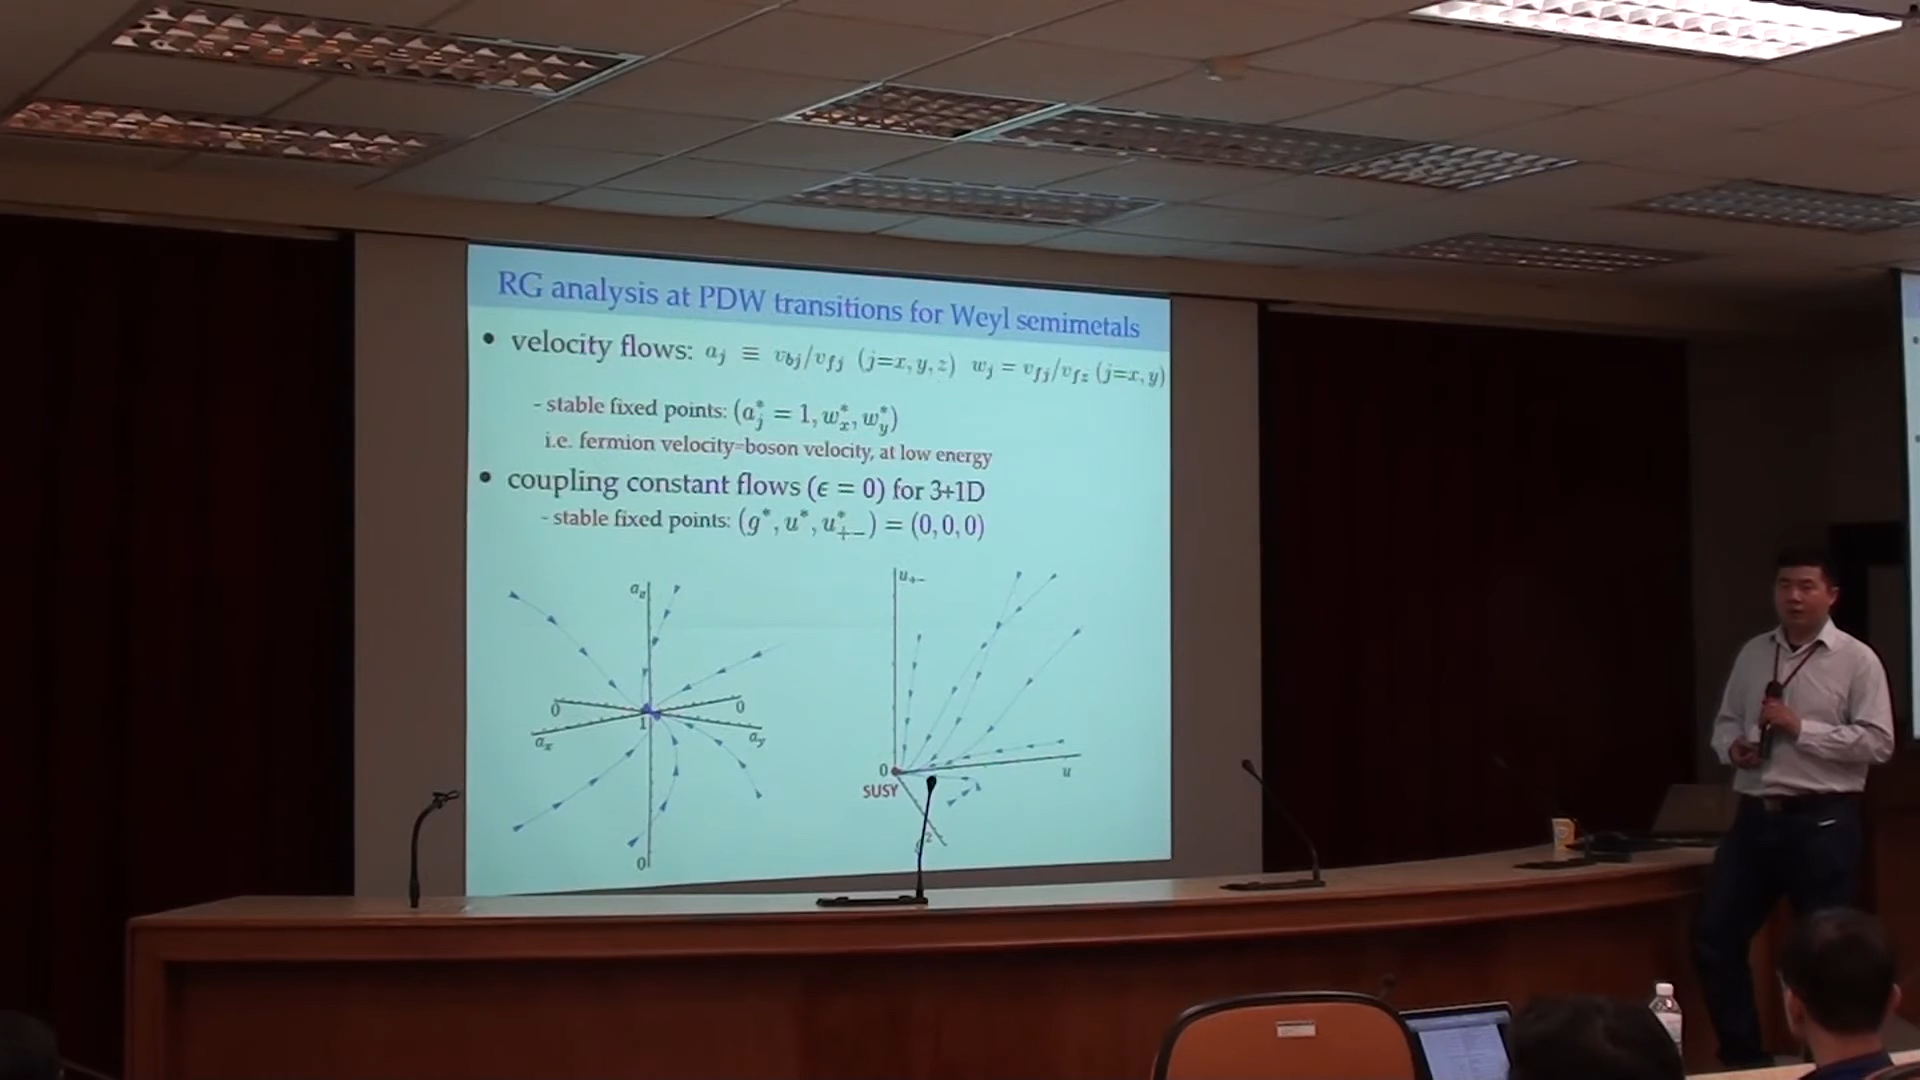 RG analysis at PDW transitions for Weyl semimetals
• velocity flows: a_j ≡ v_bj/v_fj (j=x, y, z) w_j = v_fj/v_fz (j=x, y)
- stable fixed points: (a_j^* = 1, w_x^*, w_y^*)
i.e. fermion velocity=boson velocity, at low energy
• coupling constant flows (ϵ = 0) for 3+1D
- stable fixed points: (g^*, u^*, u_+-^*) = (0, 0, 0)
a_z
0
0
1
a_x
a_y
0
u_+-
0
u
SUSY